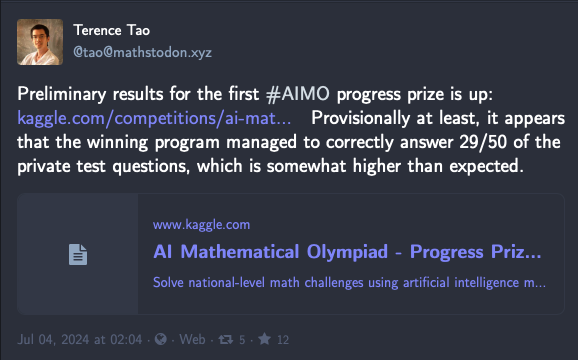 Terence Tao
@tao@mathstodon.xyz
Preliminary results for the first #AIMO progress prize is up:
kaggle.com/competitions/ai-mat... Provisionally at least, it appears
that the winning program managed to correctly answer 29/50 of the
private test questions, which is somewhat higher than expected.
www.kaggle.com
AI Mathematical Olympiad - Progress Priz...
Solve national-level math challenges using artificial intelligence m...
Jul 04, 2024 at 02:04 · · Web · 5 · 12